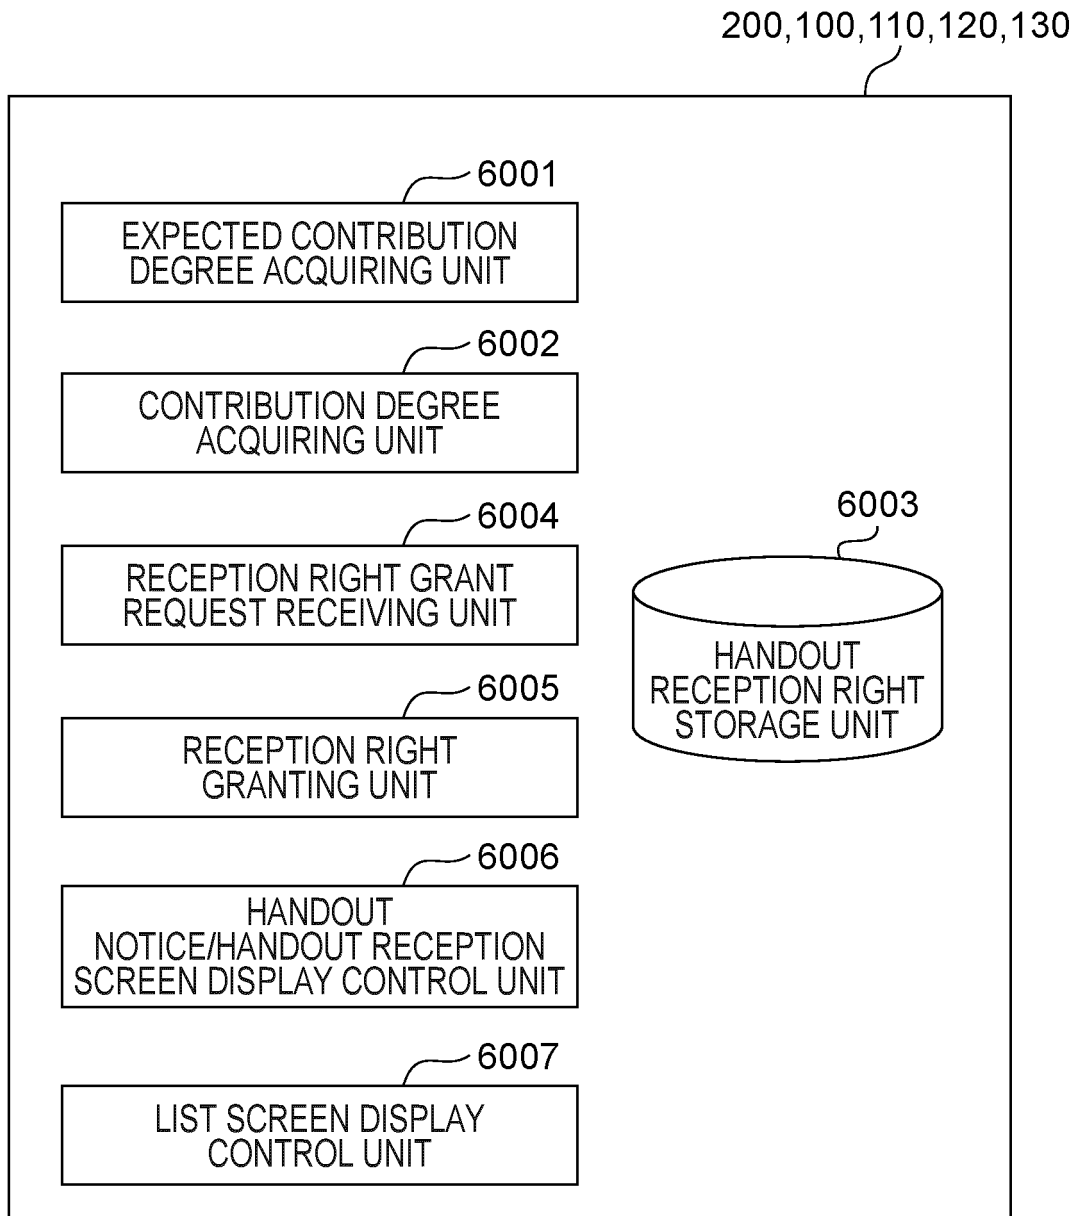 200,100,110,120,130
6001
EXPECTED CONTRIBUTION
DEGREE ACQUIRING UNIT
6002
CONTRIBUTION DEGREE
ACQUIRING UNIT
6004
RECEPTION RIGHT GRANT
REQUEST RECEIVING UNIT
6003
HANDOUT
RECEPTION RIGHT
STORAGE UNIT
6005
RECEPTION RIGHT
GRANTING UNIT
6006
HANDOUT
NOTICE/HANDOUT RECEPTION
SCREEN DISPLAY CONTROL UNIT
6007
LIST SCREEN DISPLAY
CONTROL UNIT